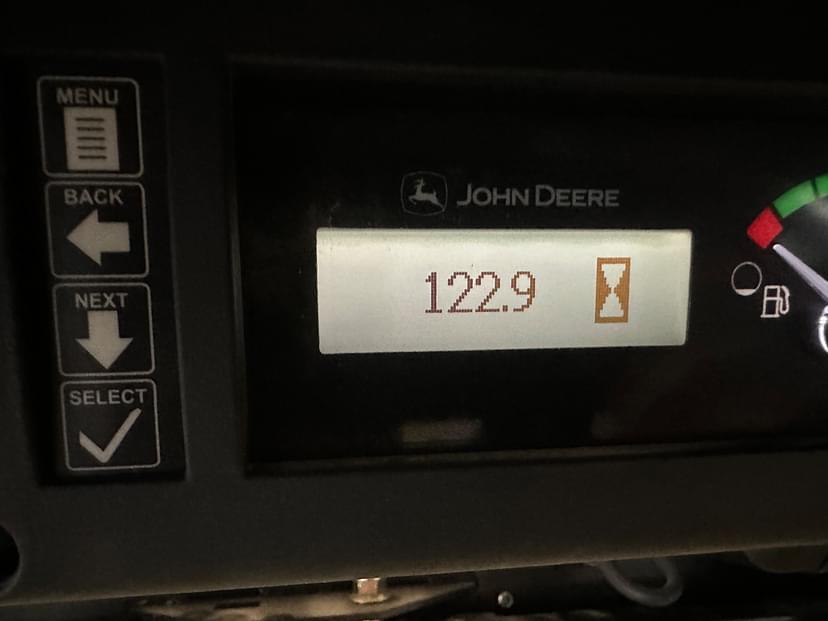 MENU
BACK
NEXT
SELECT
JOHN DEERE
122.9